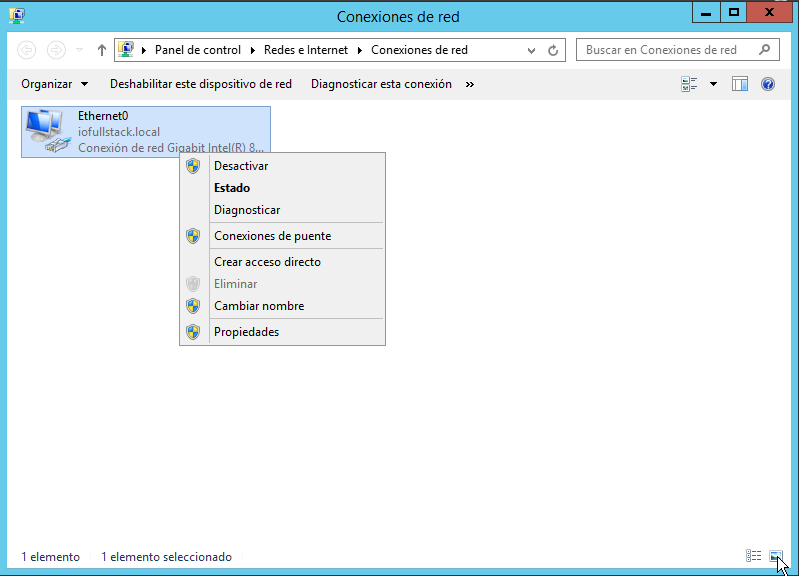 Conexiones de red
Panel de control
Redes e Internet
Conexiones de red
Buscar en Conexiones de red
Organizar
Deshabilitar este dispositivo de red
Diagnosticar esta conexión
»
Ethernet0
iofullstack.local
Conexión de red Gigabit Intel(R) 8...
Desactivar
Estado
Diagnosticar
Conexiones de puente
Crear acceso directo
Eliminar
Cambiar nombre
Propiedades
1 elemento
1 elemento seleccionado